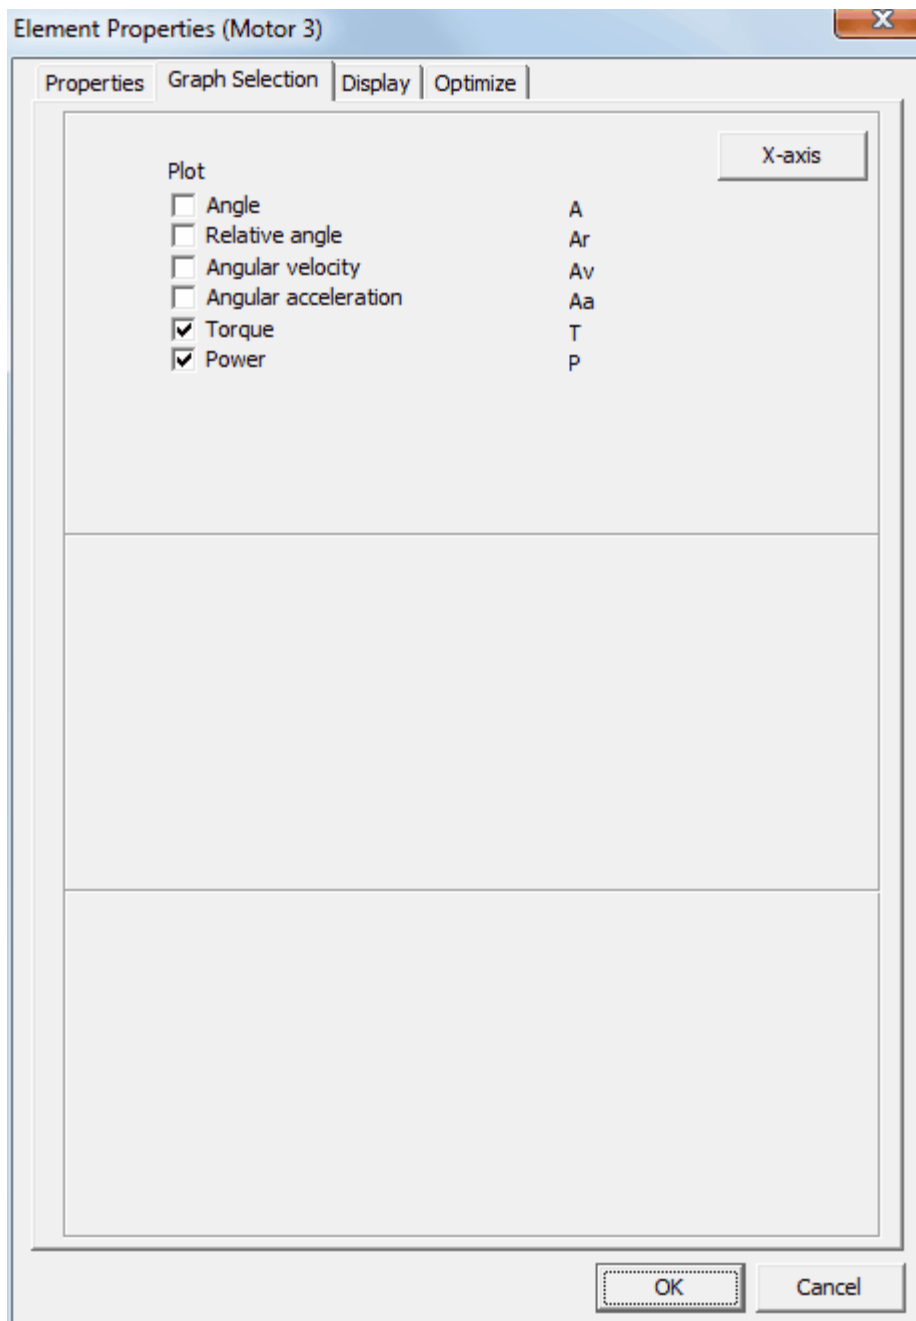 Element Properties (Motor 3)
X
Properties Graph Selection Display Optimize
X-axis
Plot
Angle A
Relative angle Ar
Angular velocity Av
Angular acceleration Aa
Torque T
Power P
OK Cancel